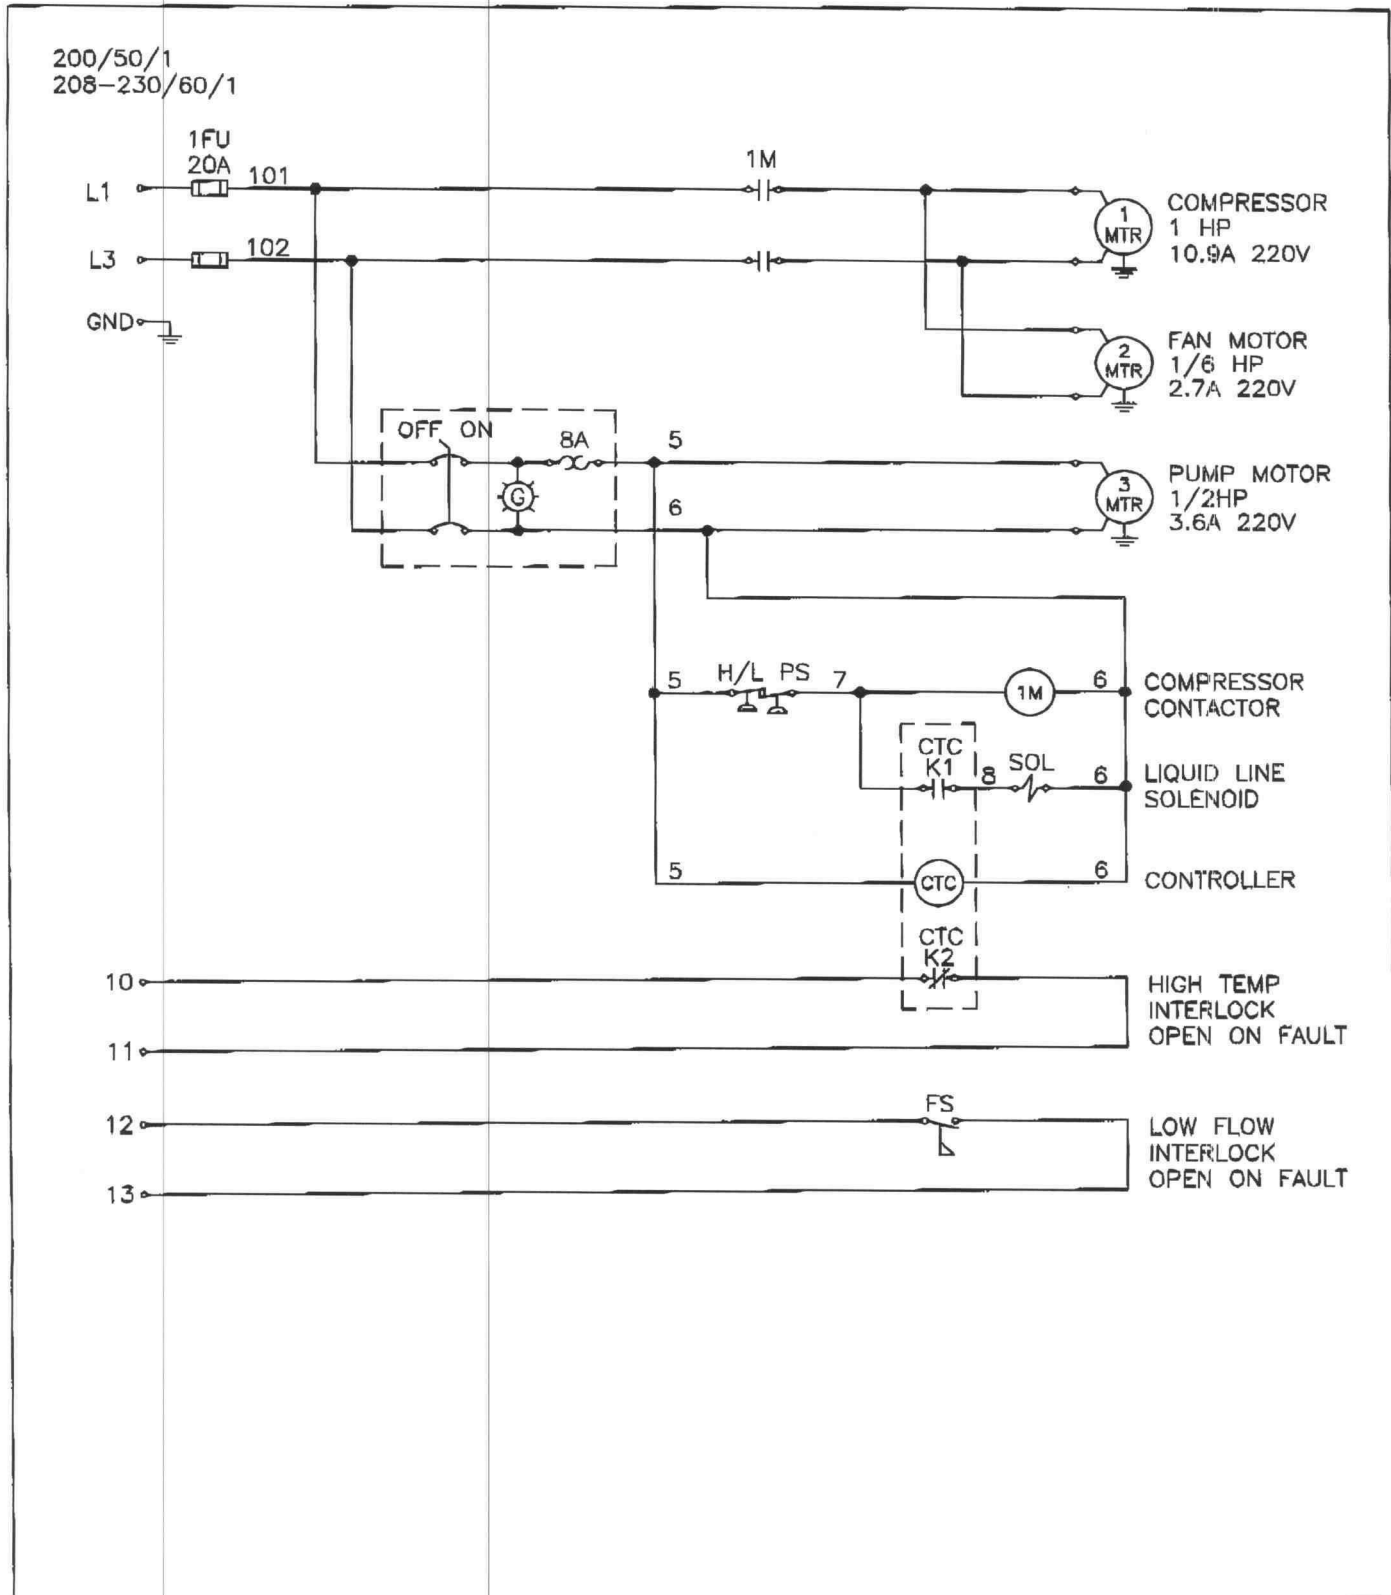 200/50/1
208-230/60/1
1FU
20A
101
1M
L1
1
MTR
COMPRESSOR
1 HP
10.9A 220V
102
L3
GND
2
MTR
FAN MOTOR
1/6 HP
2.7A 220V
OFF ON
8A
5
G
6
3
MTR
PUMP MOTOR
1/2HP
3.6A 220V
5
H/L PS
7
1M
6
COMPRESSOR
CONTACTOR
CTC
K1
8
SOL
6
LIQUID LINE
SOLENOID
5
CTC
6
CONTROLLER
CTC
K2
10
HIGH TEMP
INTERLOCK
OPEN ON FAULT
11
FS
12
LOW FLOW
INTERLOCK
OPEN ON FAULT
13